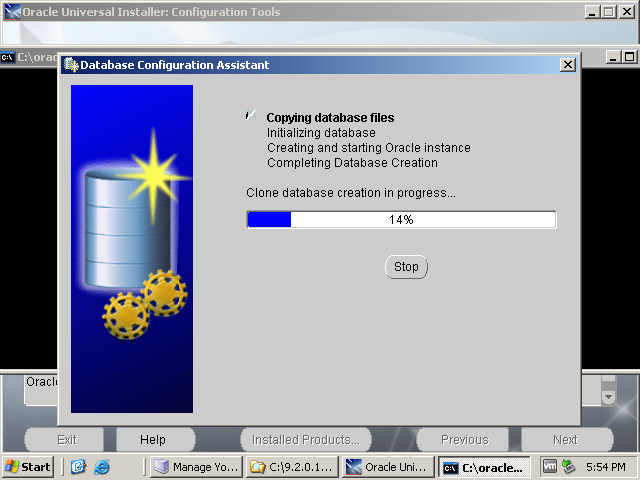 Oracle Universal Installer: Configuration Tools
C:\orac
Database Configuration Assistant
Copying database files
Initializing database
Creating and starting Oracle instance
Completing Database Creation
Clone database creation in progress...
14%
Stop
Oracl
Exit
Help
Installed Products...
Previous
Next
Start
Manage Yo...
C:\9.2.0.1...
Oracle Uni...
C:\oracle...
vm
5:54 PM